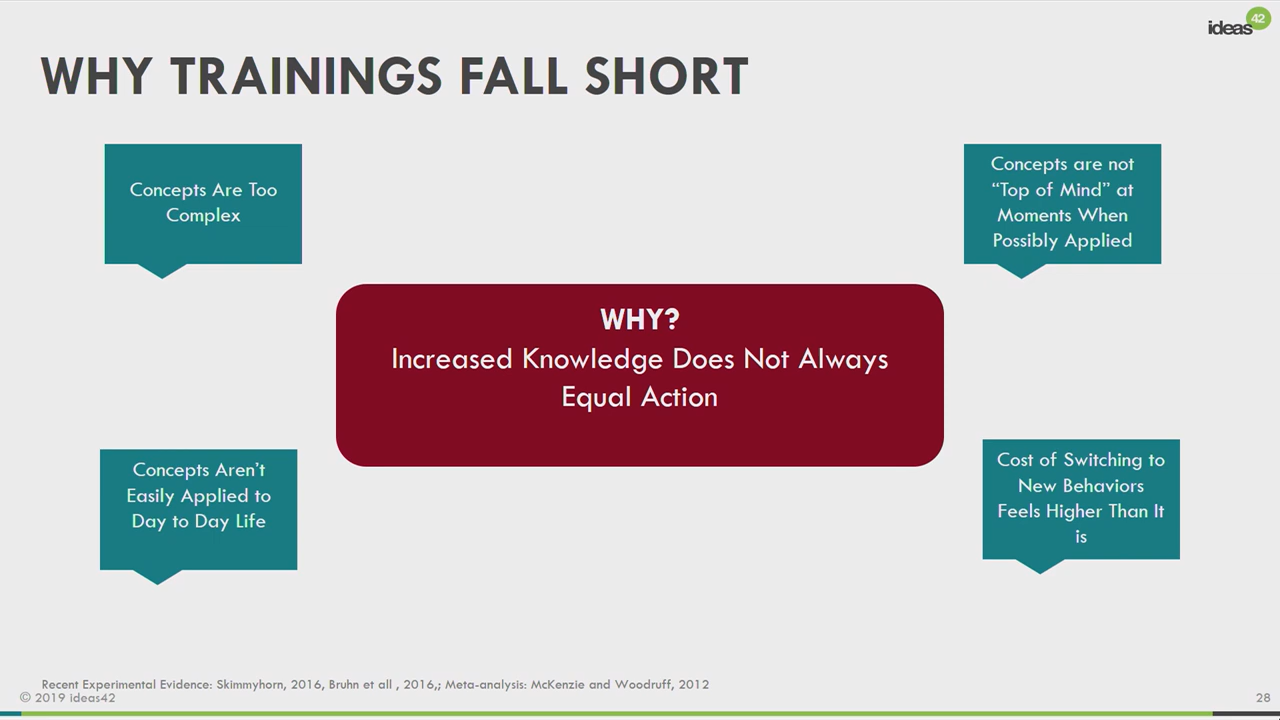 ideas42
WHY TRAININGS FALL SHORT
Concepts Are Too
Complex
Concepts are not
“Top of Mind” at
Moments When
Possibly Applied
WHY?
Increased Knowledge Does Not Always
Equal Action
Concepts Aren’t
Easily Applied to
Day to Day Life
Cost of Switching to
New Behaviors
Feels Higher Than It
is
Recent Experimental Evidence: Skimmyhorn, 2016, Bruhn et all , 2016,; Meta-analysis: McKenzie and Woodruff, 2012
© 2019 ideas42
28